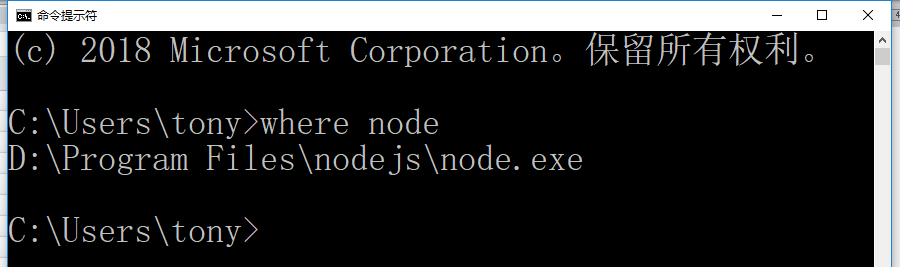 命令提示符
(c) 2018 Microsoft Corporation。保留所有权利。
C:\Users\tony>where node
D:\Program Files\nodejs\node.exe
C:\Users\tony>